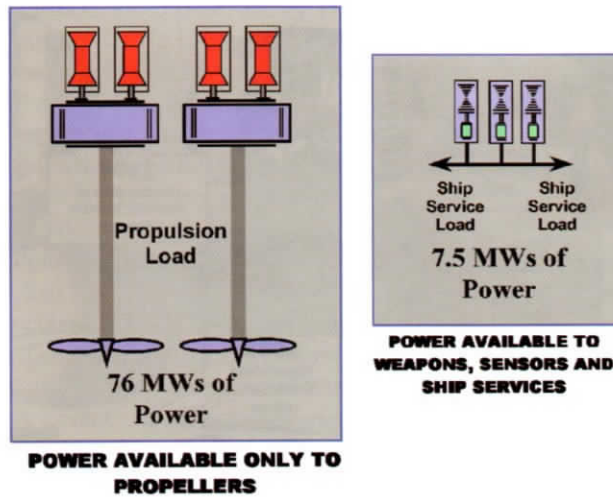 Propulsion
Load
76 MWs of
Power
POWER AVAILABLE ONLY TO
PROPELLERS
Ship
Service
Load
Ship
Service
Load
7.5 MWs of
Power
POWER AVAILABLE TO
WEAPONS, SENSORS AND
SHIP SERVICES